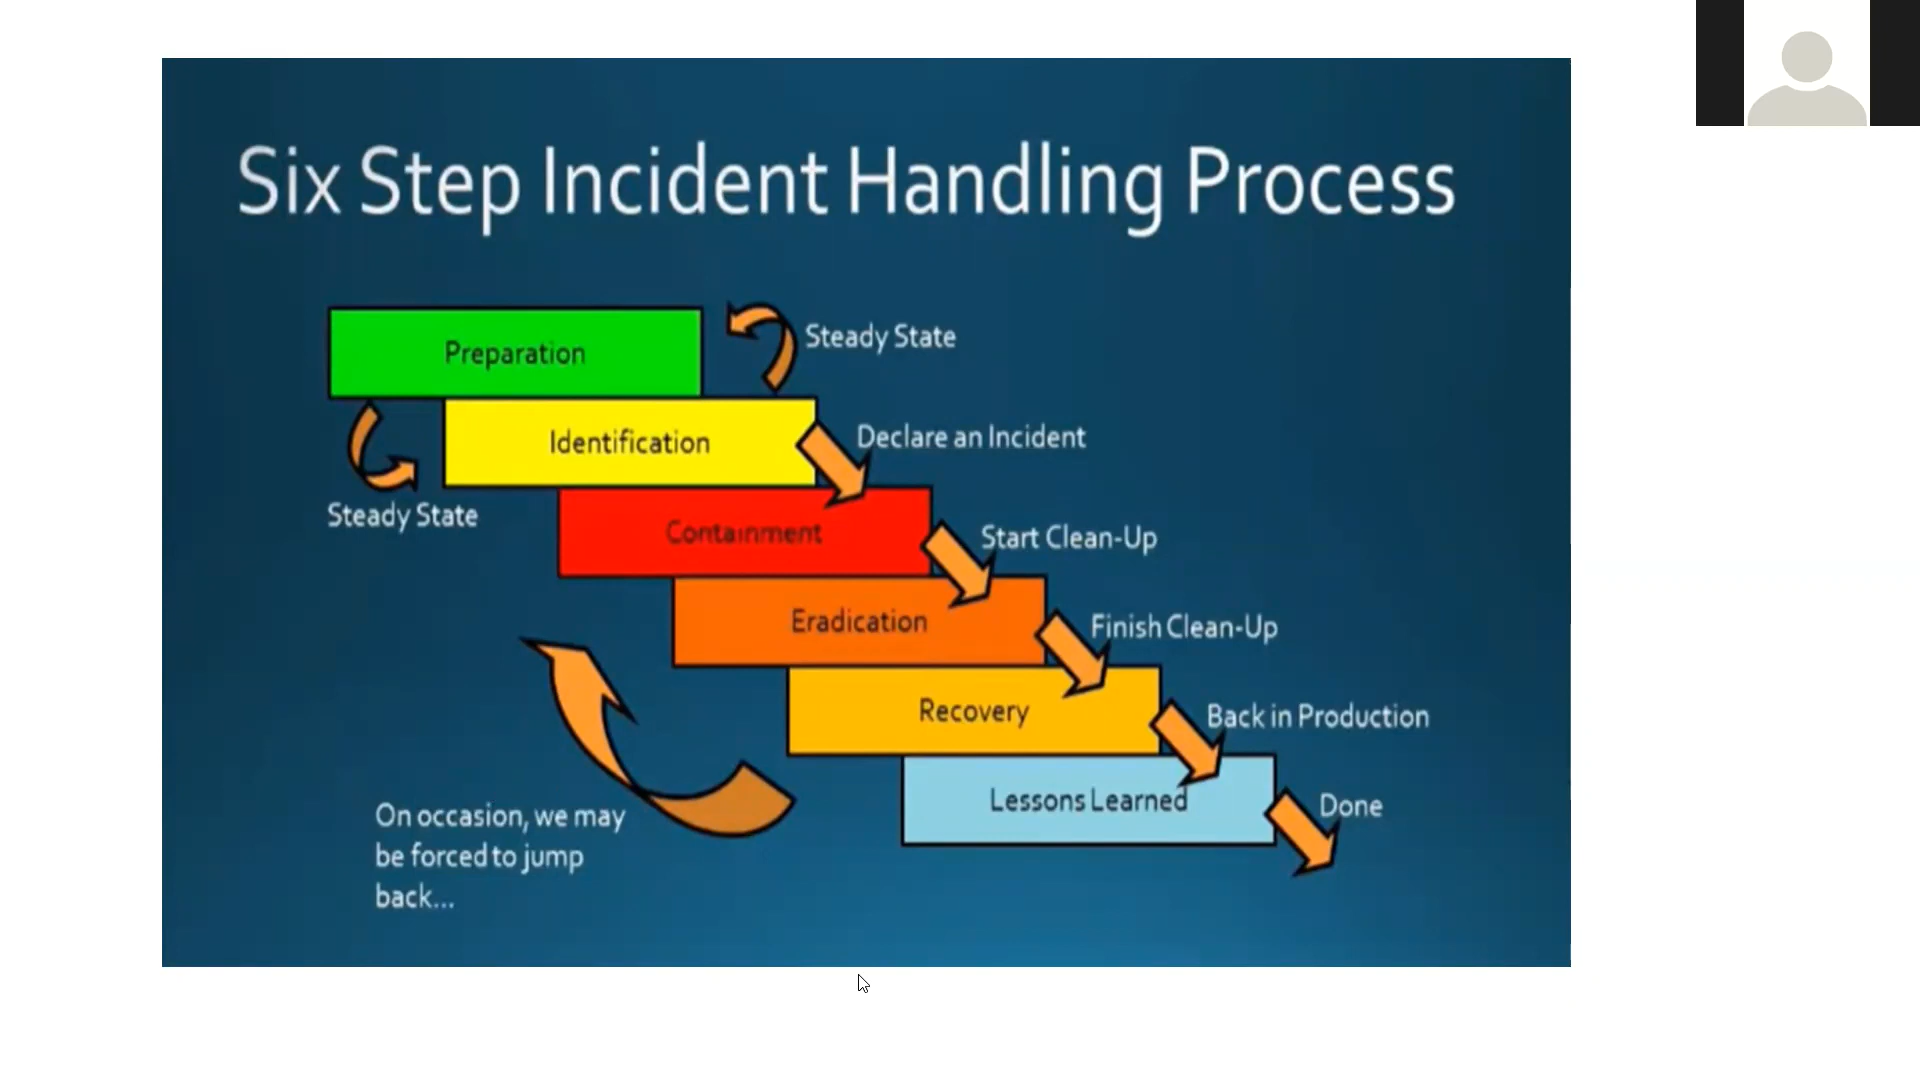 Six Step Incident Handling Process
Preparation
Steady State
Identification
Declare an Incident
Steady State
Containment
Start Clean-Up
Eradication
Finish Clean-Up
Recovery
Back in Production
Lessons Learned
Done
On occasion, we may
be forced to jump
back...